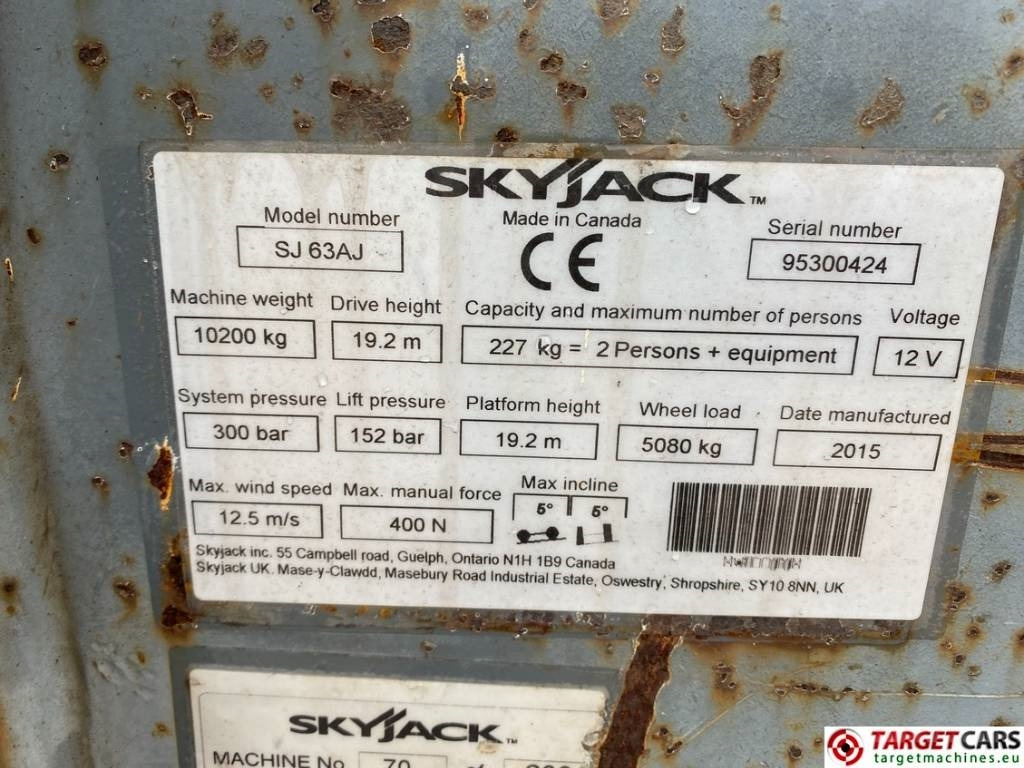 SKYJACK™
Made in Canada
CE
Model number
SJ 63AJ
Serial number
95300424
Machine weight Drive height Capacity and maximum number of persons Voltage
10200 kg 19.2 m 227 kg = 2 Persons + equipment 12 V
System pressure Lift pressure Platform height Wheel load Date manufactured
300 bar 152 bar 19.2 m 5080 kg 2015
Max. wind speed Max. manual force Max incline
12.5 m/s 400 N 5° 5°
Skyjack inc. 55 Campbell road, Guelph, Ontario N1H 1B9 Canada
Skyjack UK. Mase-y-Clawdd, Masebury Road Industrial Estate, Oswestry, Shropshire, SY10 8NN, UK
SKYJACK™
MACHINE No 70
TARGETCARS
targetmachines.eu